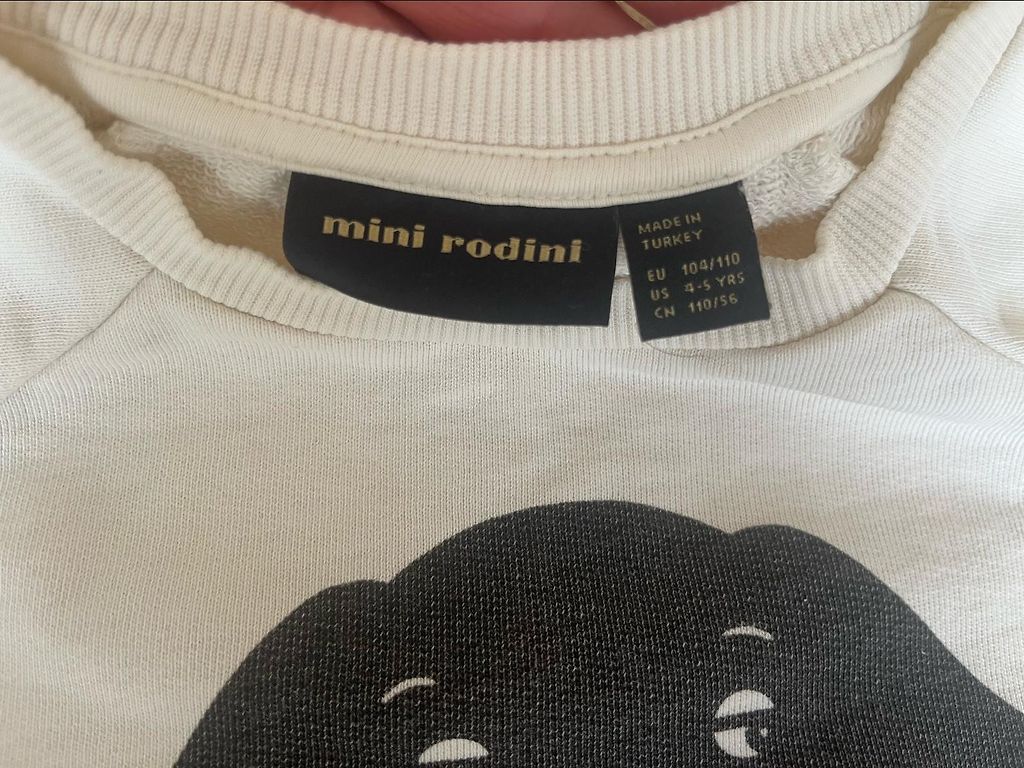 mini rodini
MADE IN
TURKEY
EU 104/110
US 4-5 YRS
CN 110/56